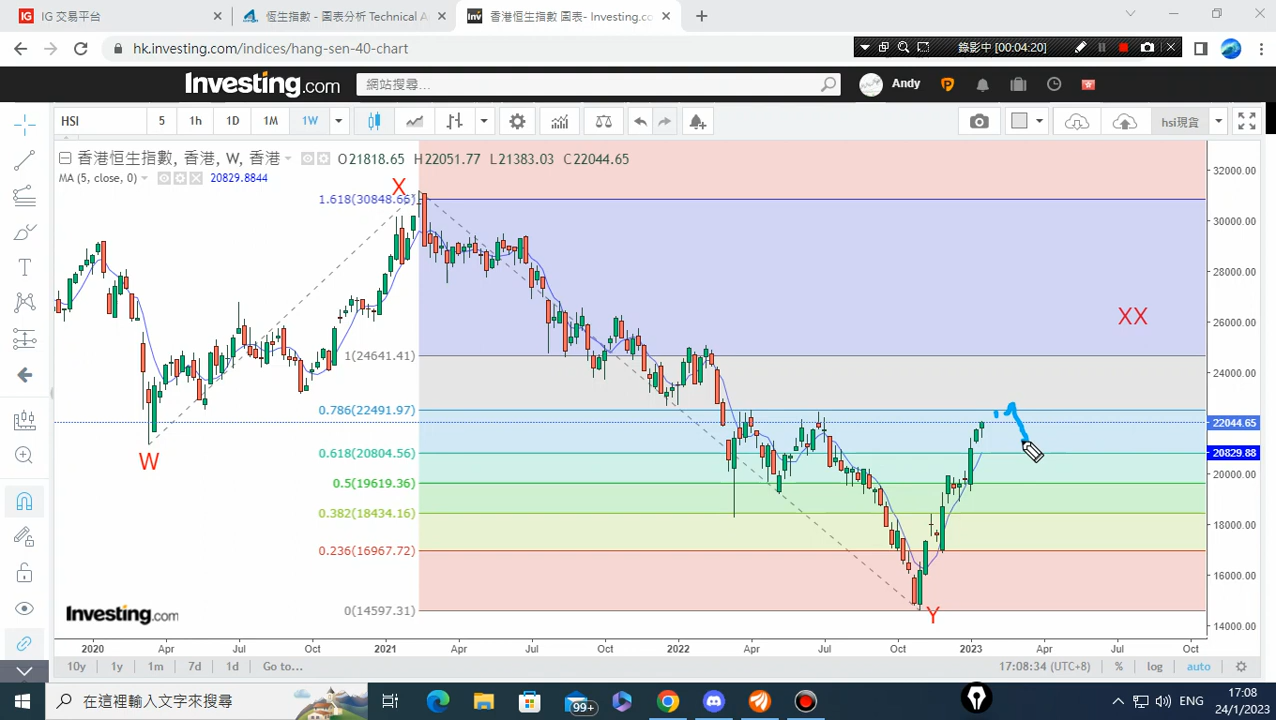 IG 交易平台
恆生指數 - 圖表分析 Technical A
香港恒生指數 圖表- Investing.co
hk.investing.com/indices/hang-sen-40-chart
錄影中 (00:04:20)
Investing.com
網站搜尋...
Andy
HSI
5
1h
1D
1M
1W
hsi現貨
香港恒生指數, 香港, W, 香港
O21818.65 H22051.77 L21383.03 C22044.65
MA (5, close, 0)
20829.8844
X
W
Y
XX
1.618(30848.66)
1(24641.41)
0.786(22491.97)
0.618(20804.56)
0.5(19619.36)
0.382(18434.16)
0.236(16967.72)
0(14597.31)
32000.00
30000.00
28000.00
26000.00
24000.00
22044.65
20829.88
20000.00
18000.00
16000.00
14000.00
Investing.com
2020
Apr
Jul
Oct
2021
Apr
Jul
Oct
2022
Apr
Jul
Oct
2023
Apr
Jul
Oct
10y
1y
1m
7d
1d
Go to...
17:08:34 (UTC+8)
%
log
auto
在這裡輸入文字來搜尋
99+
ENG
17:08
24/1/2023